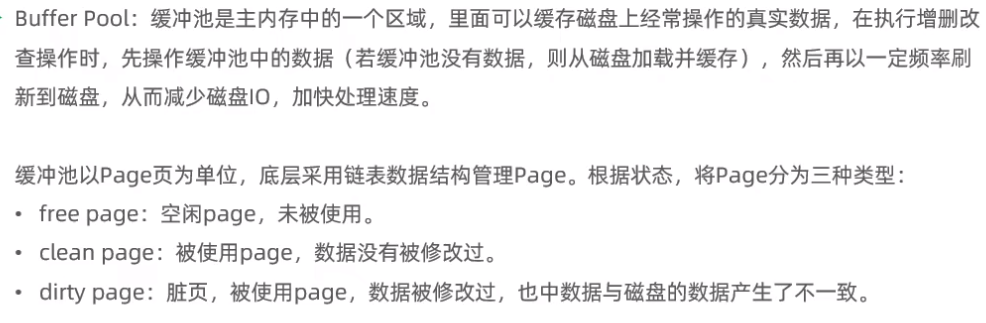 Buffer Pool：缓冲池是主内存中的一个区域，里面可以缓存磁盘上经常操作的真实数据，在执行增删改
查操作时，先操作缓冲池中的数据（若缓冲池没有数据，则从磁盘加载并缓存），然后再以一定频率刷
新到磁盘，从而减少磁盘IO，加快处理速度。
缓冲池以Page页为单位，底层采用链表数据结构管理Page。根据状态，将Page分为三种类型：
• free page：空闲page，未被使用。
• clean page：被使用page，数据没有被修改过。
• dirty page：脏页，被使用page，数据被修改过，也中数据与磁盘的数据产生了不一致。